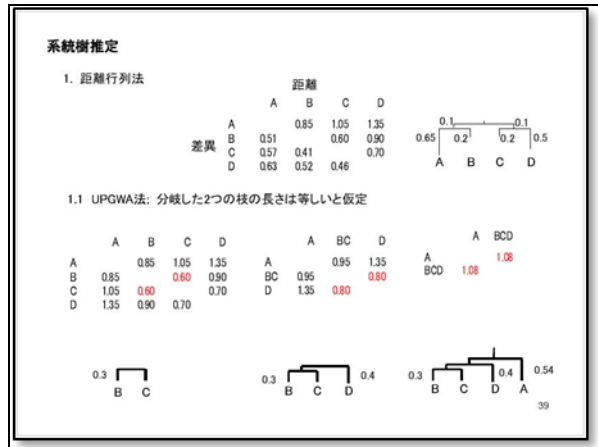 系統樹推定
1. 距離行列法
距離
A B C D
A 0.85 1.05 1.35
B 0.51 0.60 0.90
差異
C 0.57 0.41 0.70
D 0.63 0.52 0.46
0.1 0.1
0.65 0.2 0.2 0.5
A B C D
1.1 UPGWA法; 分岐した2つの枝の長さは等しいと仮定
A B C D
A 0.85 1.05 1.35
B 0.85 0.60 0.90
C 1.05 0.60 0.70
D 1.35 0.90 0.70
A BC D
A 0.95 1.35
BC 0.95 0.80
D 1.35 0.80
A BCD
A 1.08
BCD 1.08
0.3
B C
0.3 0.4
B C D
0.3 0.4 0.54
B C D A
39